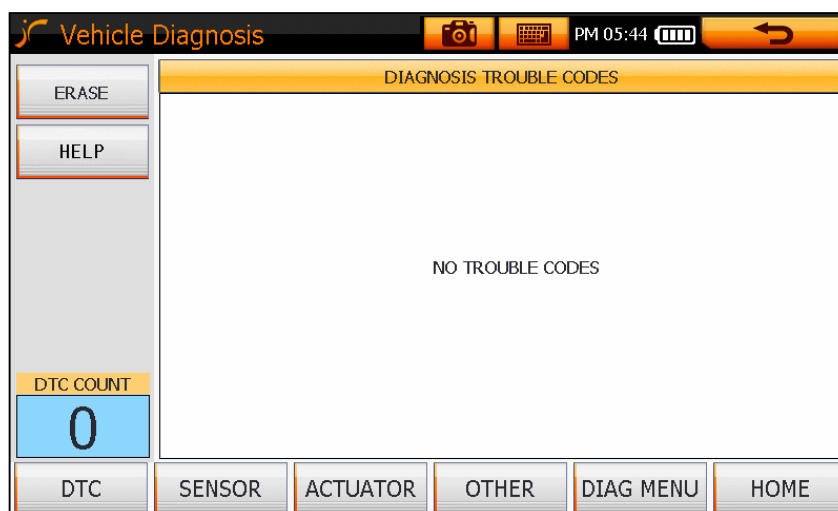 Vehicle Diagnosis
PM 05:44
ERASE
HELP
DIAGNOSIS TROUBLE CODES
NO TROUBLE CODES
DTC COUNT
0
DTC SENSOR ACTUATOR OTHER DIAG MENU HOME